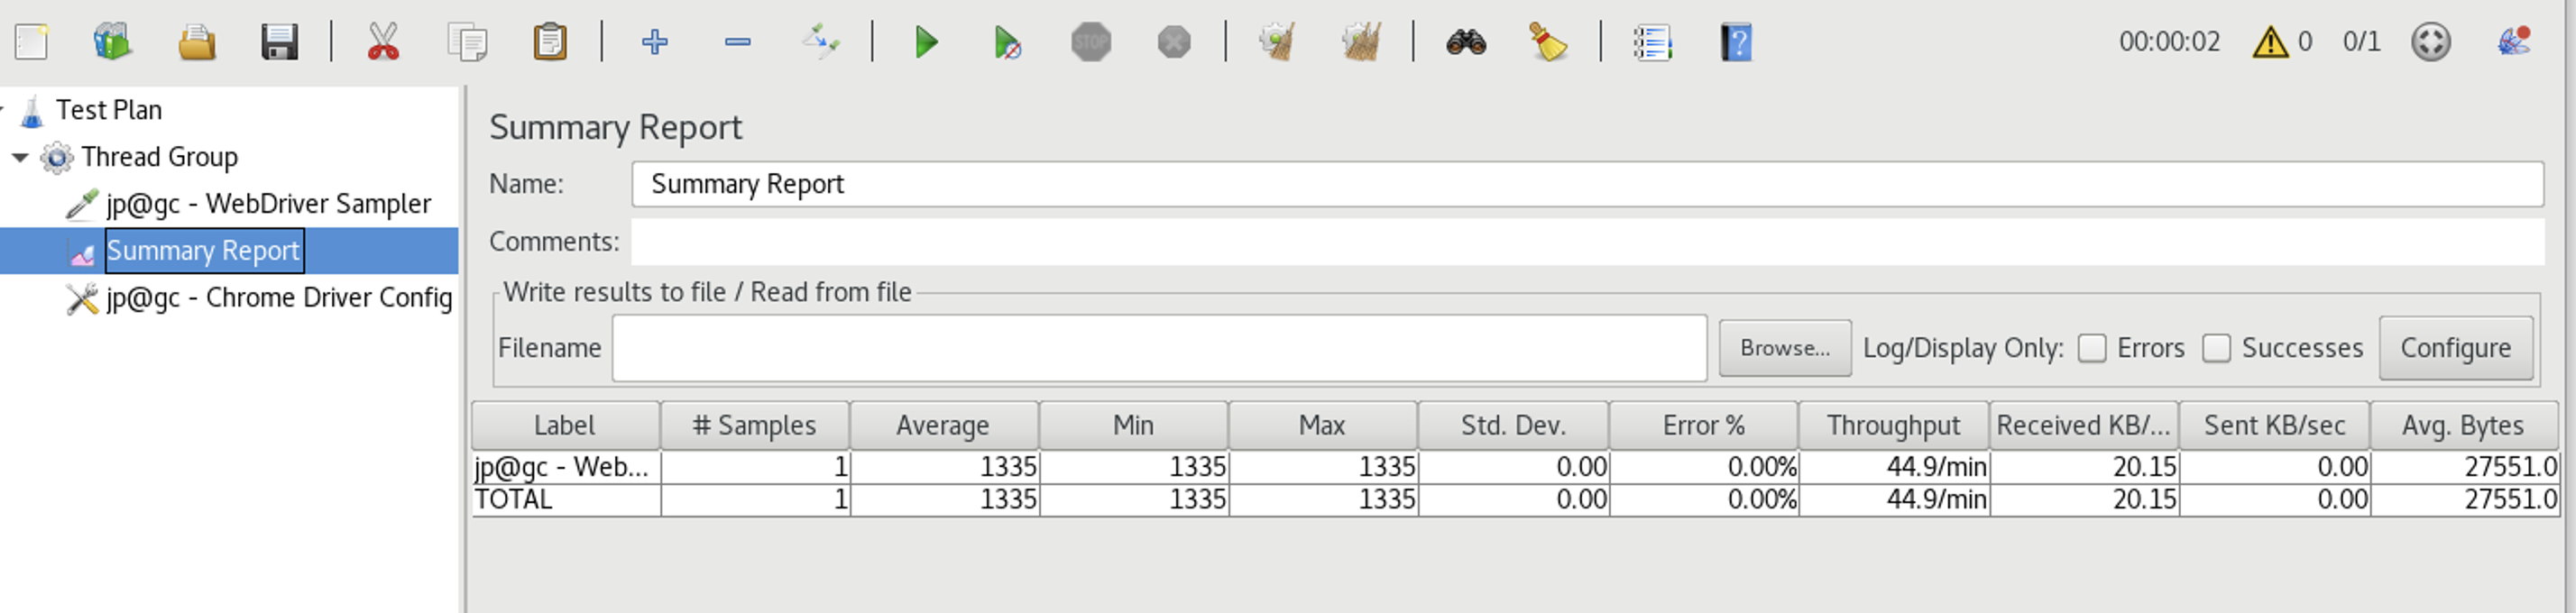 STOP
00:00:02 0 0/1
Test Plan
Thread Group
jp@gc - WebDriver Sampler
Summary Report
jp@gc - Chrome Driver Config
Summary Report
Name: Summary Report
Comments:
Write results to file / Read from file
Filename Browse... Log/Display Only: Errors Successes Configure
Label # Samples Average Min Max Std. Dev. Error % Throughput Received KB/... Sent KB/sec Avg. Bytes
jp@gc - Web... 1 1335 1335 1335 0.00 0.00% 44.9/min 20.15 0.00 27551.0
TOTAL 1 1335 1335 1335 0.00 0.00% 44.9/min 20.15 0.00 27551.0